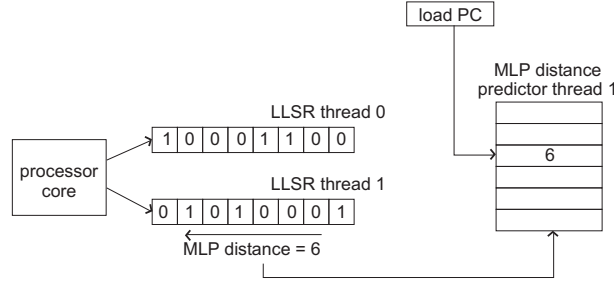 load PC
MLP distance
predictor thread 1
LLSR thread 0
1 0 0 0 1 1 0 0
6
processor
core
LLSR thread 1
0 1 0 1 0 0 0 1
MLP distance = 6